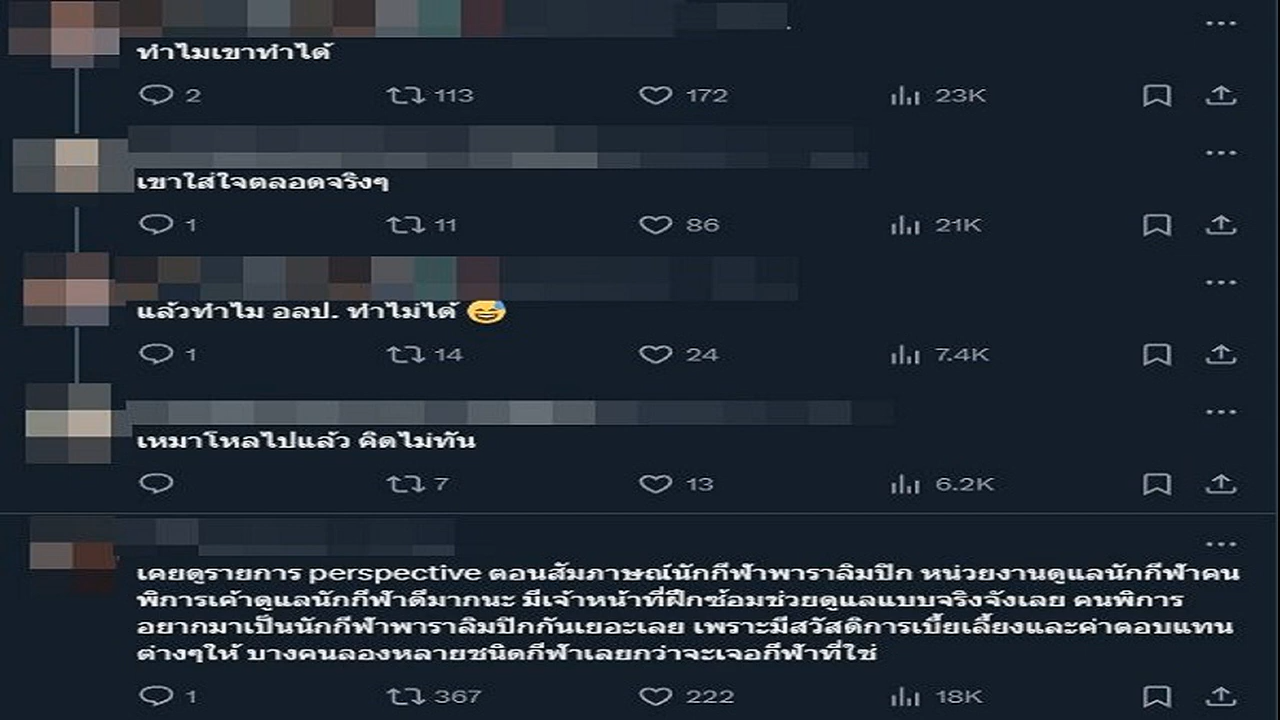 ทำไมเขาทำได้
2 113 172 23K
เขาใส่ใจตลอดจริงๆ
1 11 86 21K
แล้วทำไม อลป. ทำไม่ได้ 😅
1 14 24 7.4K
เหมาโหลไปแล้ว คิดไม่ทัน
7 13 6.2K
เคยดูรายการ perspective ตอนสัมภาษณ์นักกีฬาพาราลิมปิก หน่วยงานดูแลนักกีฬาคน
พิการเค้าดูแลนักกีฬาดีมากนะ มีเจ้าหน้าที่ฝึกซ้อมช่วยดูแลแบบจริงจังเลย คนพิการ
อยากมาเป็นนักกีฬาพาราลิมปิกกันเยอะเลย เพราะมีสวัสดิการเบี้ยเลี้ยงและค่าตอบแทน
ต่างๆให้ บางคนลองหลายชนิดกีฬาเลยกว่าจะเจอกีฬาที่ใช่
1 367 222 18K